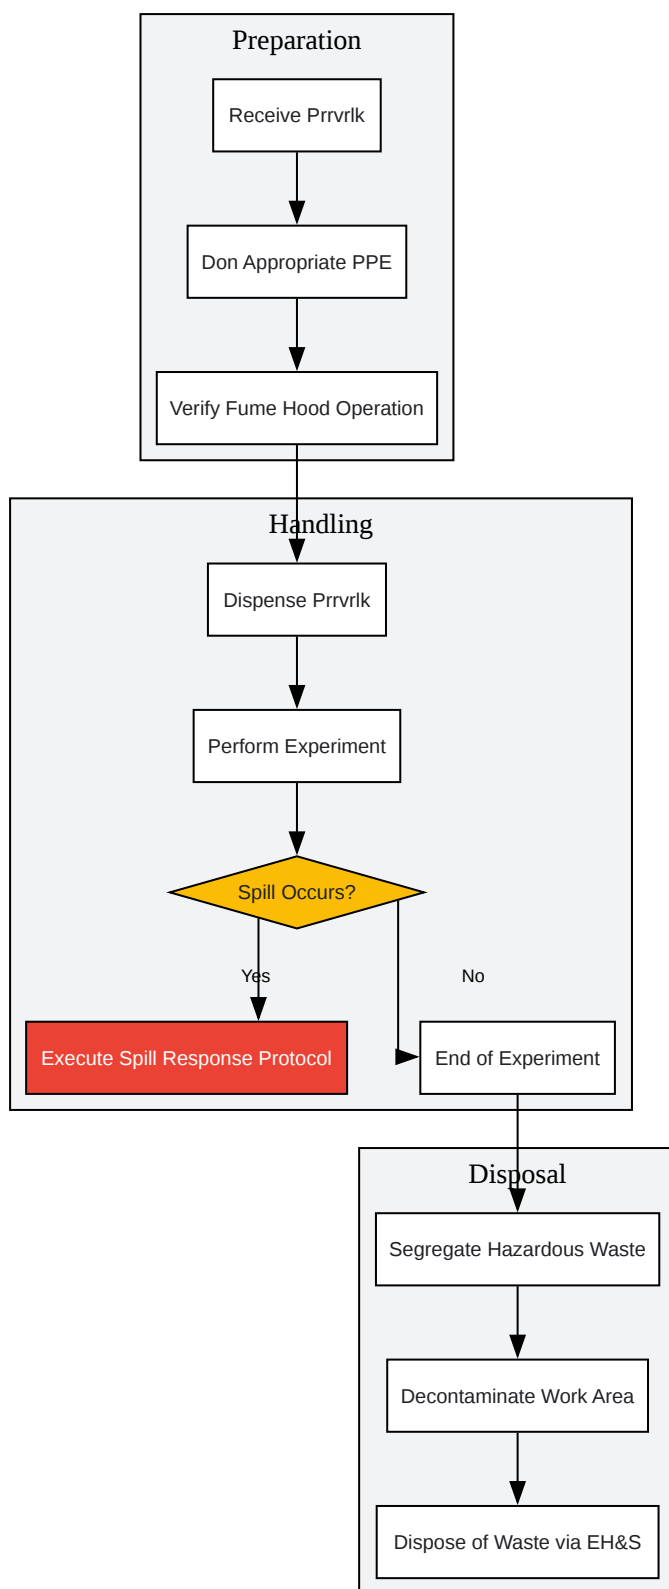 Preparation
Receive Prrvrlk
Don Appropriate PPE
Verify Fume Hood Operation
Handling
Dispense Prrvrlk
Perform Experiment
Spill Occurs?
Yes
No
Execute Spill Response Protocol
End of Experiment
Disposal
Segregate Hazardous Waste
Decontaminate Work Area
Dispose of Waste via EH&S